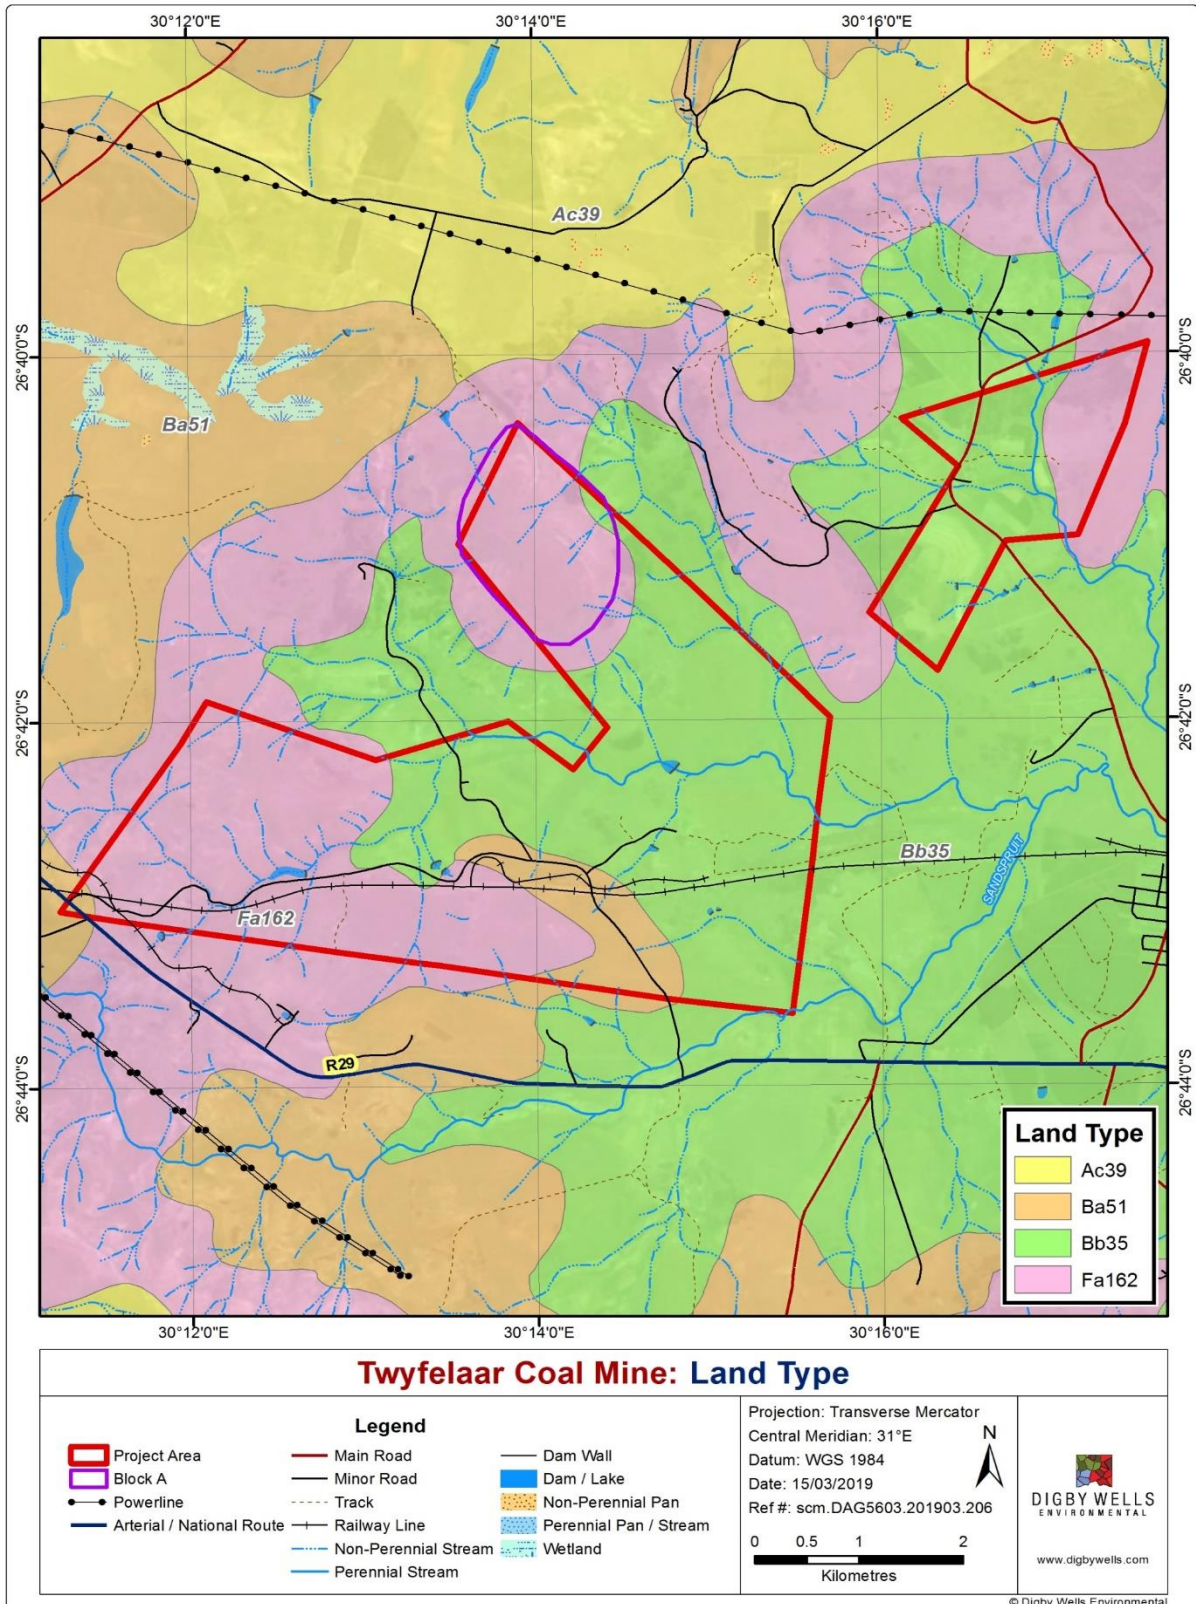 30°12'0"E 30°14'0"E 30°16'0"E
Ac39
26°40'0"S 26°40'0"S
Ba51
26°42'0"S 26°42'0"S
Bb35
SANDSPRUIT
Fa162
R29
26°44'0"S 26°44'0"S
Land Type
Ac39
Ba51
Bb35
Fa162
30°12'0"E 30°14'0"E 30°16'0"E
Twyfelaar Coal Mine: Land Type
Legend
Project Area
Block A
Powerline
Arterial / National Route
Main Road
Minor Road
Track
Railway Line
Non-Perennial Stream
Perennial Stream
Dam Wall
Dam / Lake
Non-Perennial Pan
Perennial Pan / Stream
Wetland
Projection: Transverse Mercator
Central Meridian: 31°E
Datum: WGS 1984
Date: 15/03/2019
Ref #: scm.DAG5603.201903.206
N
0 0.5 1 2
Kilometres
DIGBY WELLS
ENVIRONMENTAL
www.digbywells.com
© Digby Wells Environmental